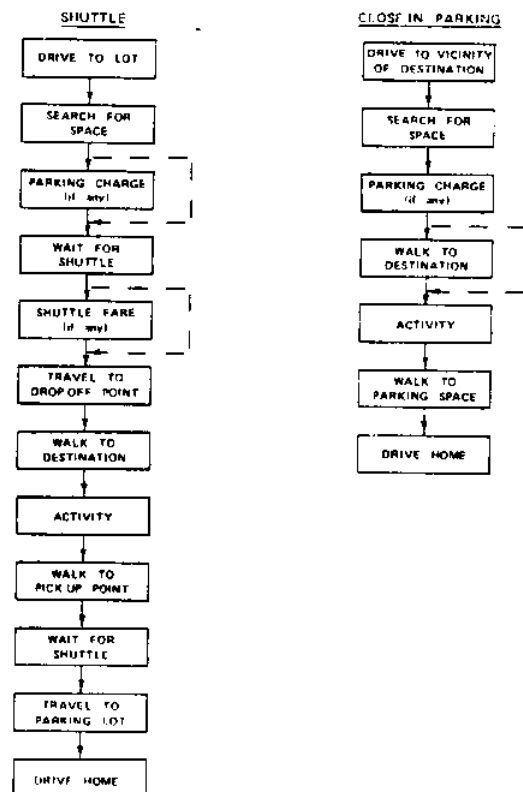 SHUTTLE
DRIVE TO LOT
SEARCH FOR
SPACE
PARKING CHARGE
(if any)
WAIT FOR
SHUTTLE
SHUTTLE FARE
(if any)
TRAVEL TO
DROP OFF POINT
WALK TO
DESTINATION
ACTIVITY
WALK TO
PICK UP POINT
WAIT FOR
SHUTTLE
TRAVEL TO
PARKING LOT
DRIVE HOME
CLOSE IN PARKING
DRIVE TO VICINITY
OF DESTINATION
SEARCH FOR
SPACE
PARKING CHARGE
(if any)
WALK TO
DESTINATION
ACTIVITY
WALK TO
PARKING SPACE
DRIVE HOME